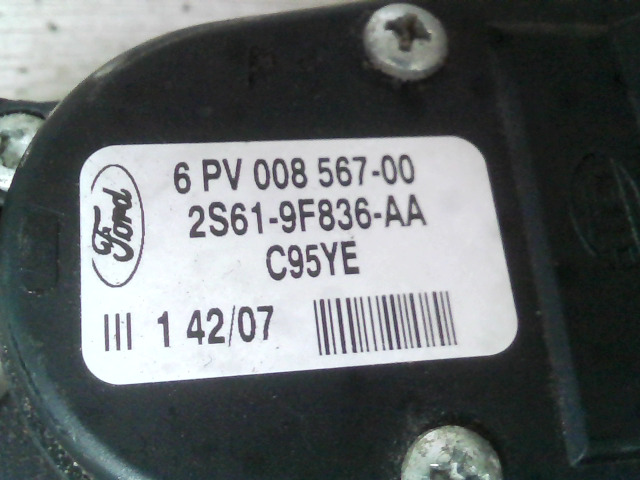 Ford
6 PV 008 567-00
2S61-9F836-AA
C95YE
III 1 42/07